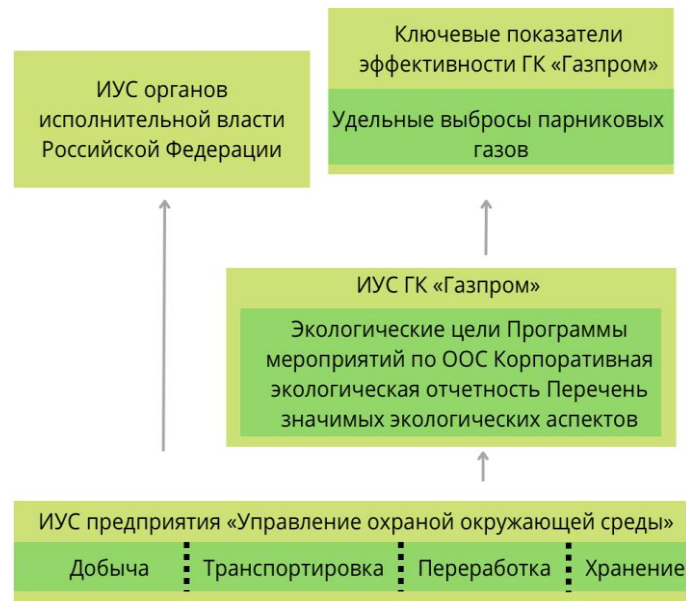 ИУС органов
исполнительной власти
Российской Федерации
Ключевые показатели
эффективности ГК «Газпром»
Удельные выбросы парниковых
газов
ИУС ГК «Газпром»
Экологические цели Программы
мероприятий по ООС Корпоративная
экологическая отчетность Перечень
значимых экологических аспектов
ИУС предприятия «Управление охраной окружающей среды»
Добыча
Транспортировка
Переработка
Хранение